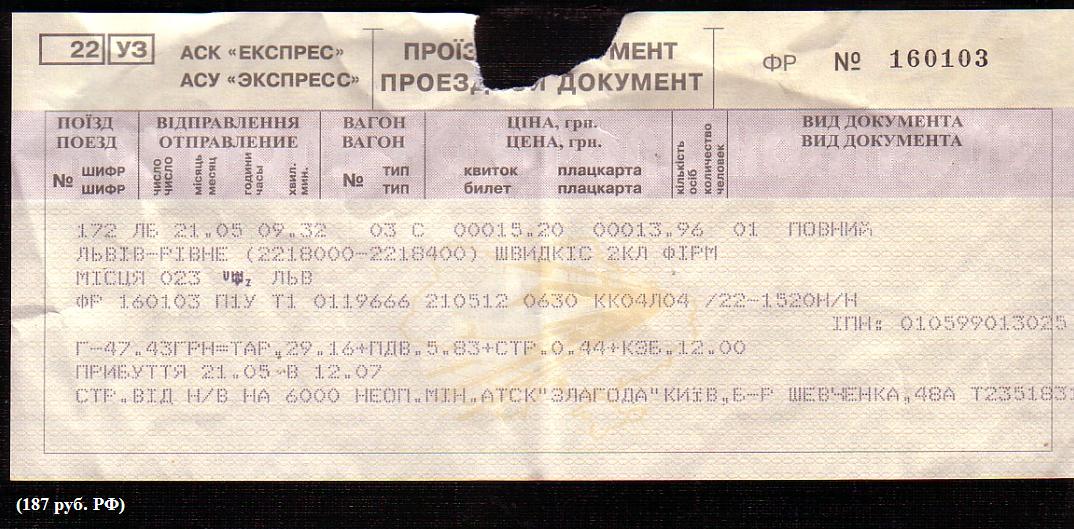 22 УЗ АСК «ЕКСПРЕС» МЕНТ ФР № 160103
АСУ «ЭКСПРЕСС» ДОКУМЕНТ
ПОЇЗД ВІДПРАВЛЕННЯ ВАГОН ЦІНА, грн. ВИД ДОКУМЕНТА
ПОЕЗД ОТПРАВЛЕНИЕ ВАГОН ЦЕНА, грн. ВИД ДОКУМЕНТА
№ ШИФР ШИФР число число місяць месяц години часы хвил. мин. № ТИП ТИП квиток билет плацкарта плацкарта кількість осіб количество человек
172 ЛБ 21.05 09.32 03 С 00015.20 00013.96 01 ПОВНИЙ
ЛЬВІВ-РІВНЕ (2218000-2218400) ШВИДКІС 2КЛ ФІРМ
МІСЦЯ 023 ЛЬВ
ФР 160103 П1У Т1 0119666 210512 0630 КК04Л04 /22-1520Н/Н
ІПН: 010599013025
Г-47.43ГРН=ТАР.29.16+ПДВ.5.83+СТР.0.44+КЗБ.12.00
ПРИБУТТЯ 21.05 В 12.07
СТР.ВІД Н/В НА 6000 НЕОП.МІН.АТСК"ЗЛАГОДА"КИЇВ,Б-Р ШЕВЧЕНКА,48А
(187 руб. РФ)